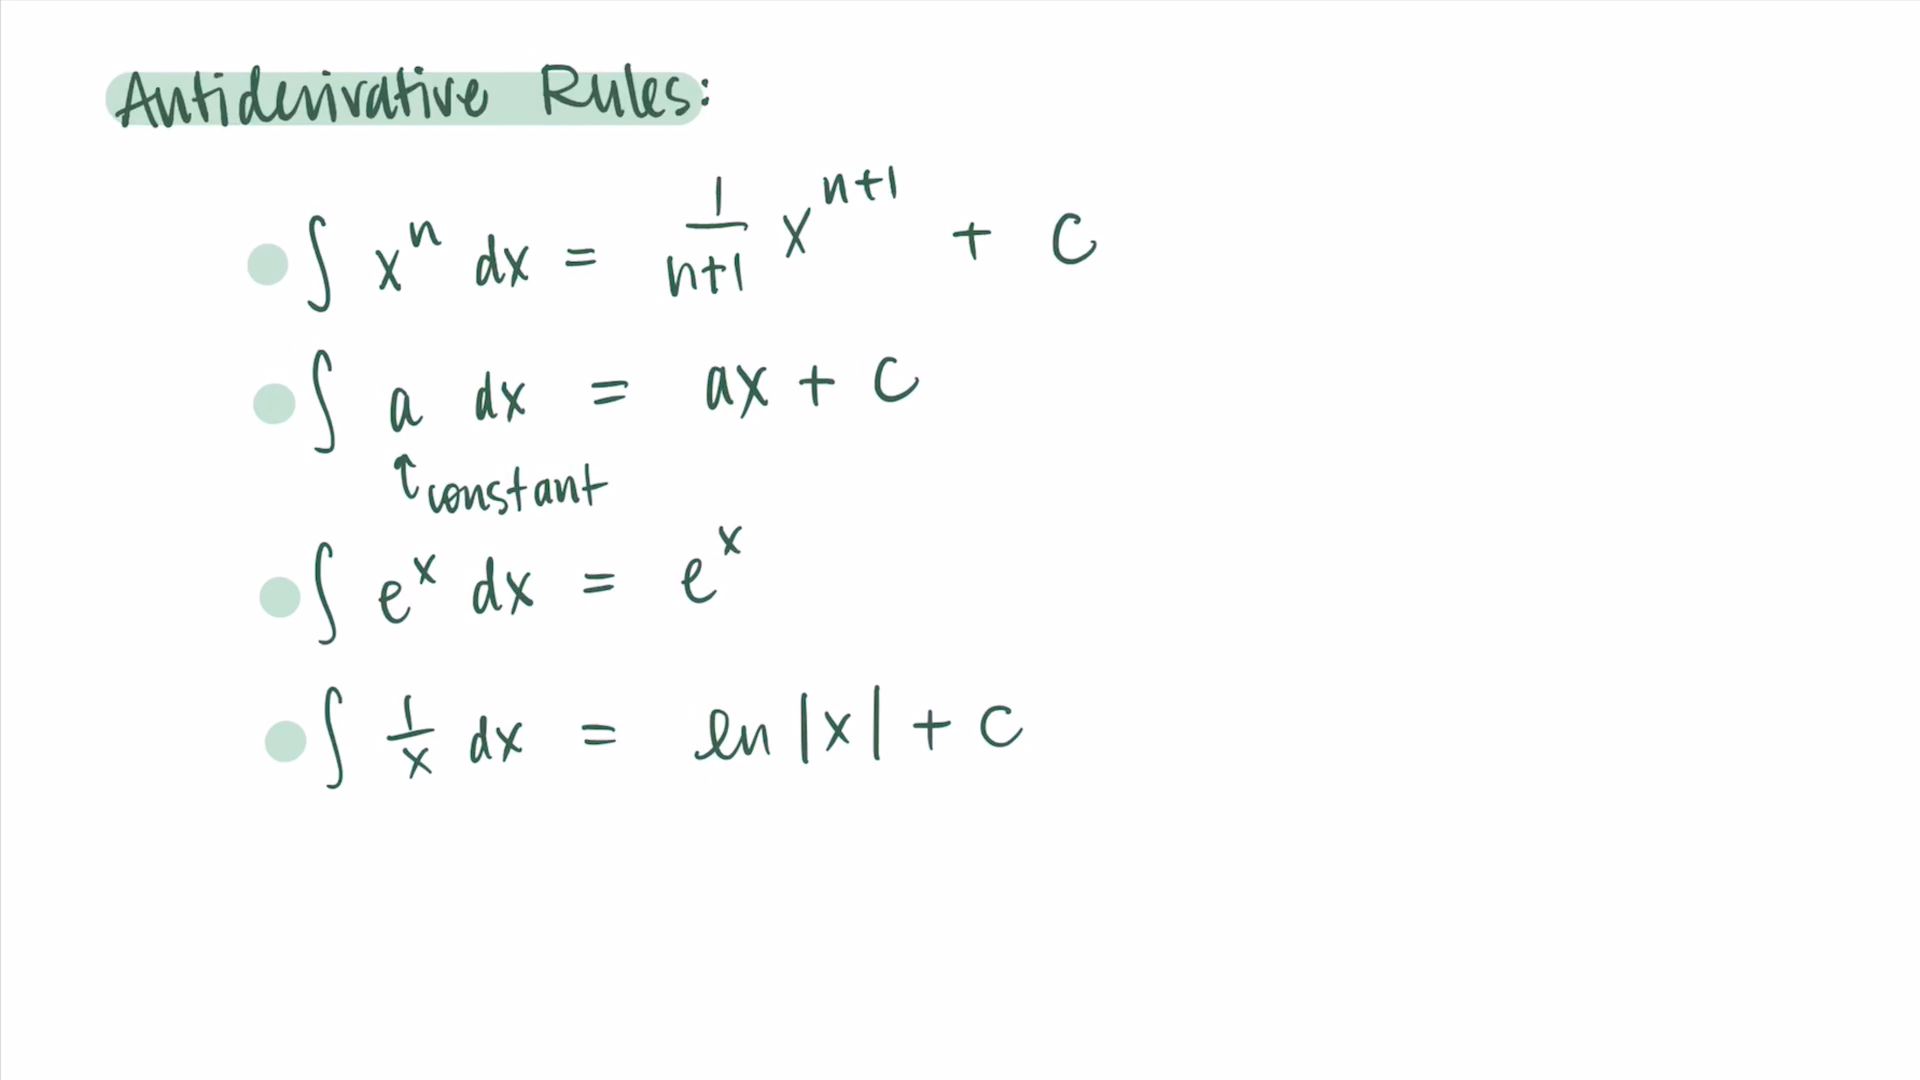 Antiderivative Rules:
∫ xⁿ dx = 1/(n+1) xⁿ⁺¹ + C
∫ a dx = ax + C
↑ constant
∫ eˣ dx = eˣ
∫ 1/x dx = ln |x| + C